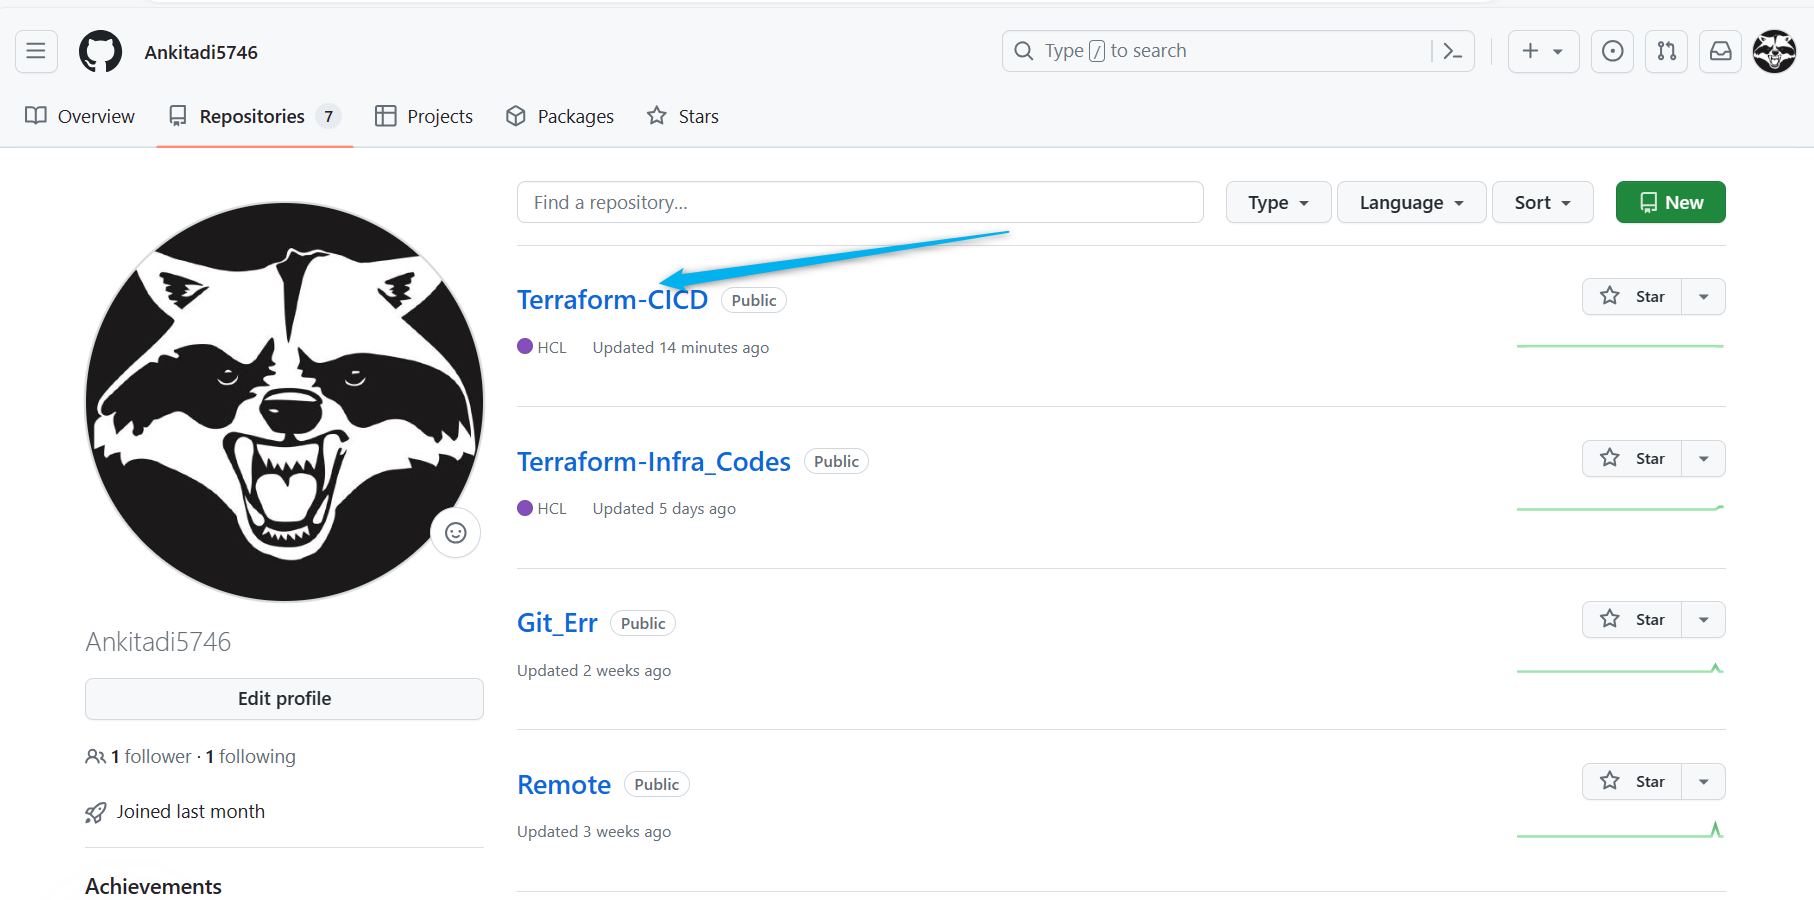 Ankitadi5746
Type / to search
Overview
Repositories 7
Projects
Packages
Stars
Find a repository...
Type
Language
Sort
New
Terraform-CICD Public
Star
HCL Updated 14 minutes ago
Terraform-Infra_Codes Public
Star
HCL Updated 5 days ago
Git_Err Public
Star
Updated 2 weeks ago
Remote Public
Star
Updated 3 weeks ago
Ankitadi5746
Edit profile
1 follower · 1 following
Joined last month
Achievements